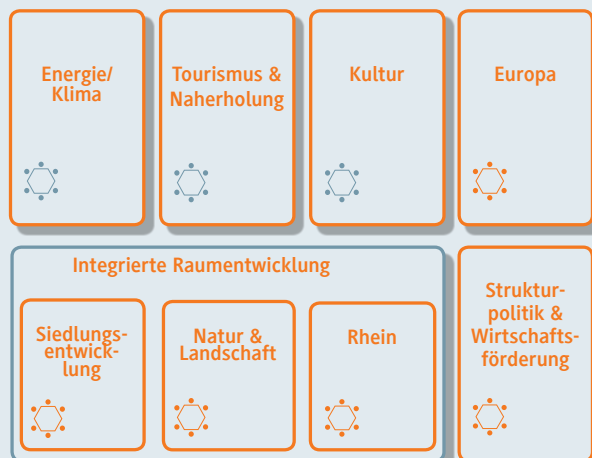 Energie/
Klima
Tourismus &
Naherholung
Kultur
Europa
Integrierte Raumentwicklung
Siedlungs-
entwick-
lung
Natur &
Landschaft
Rhein
Struktur-
politik &
Wirtschafts-
förderung